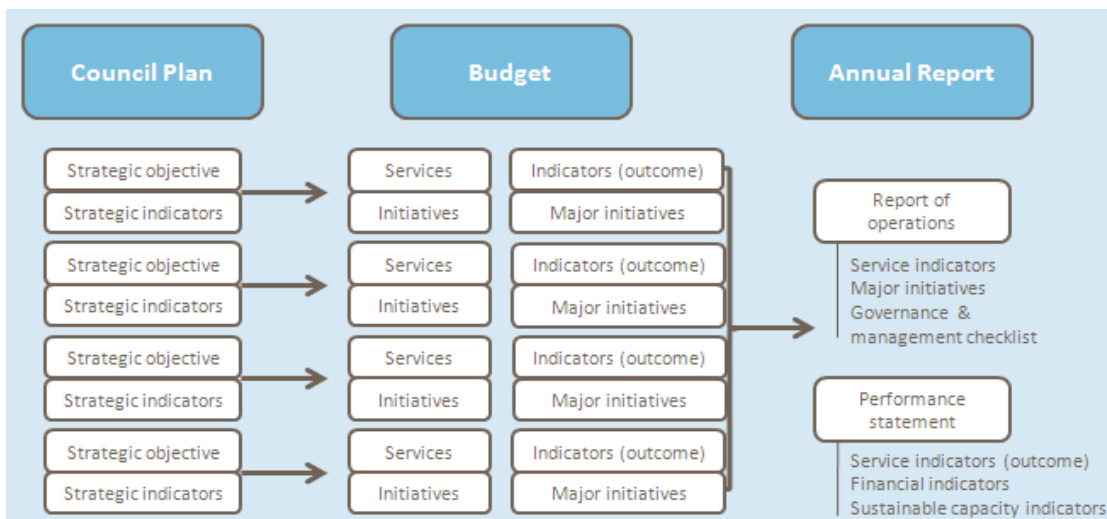 Council Plan
Budget
Annual Report
Strategic objective
Strategic indicators
Services
Initiatives
Indicators (outcome)
Major initiatives
Strategic objective
Strategic indicators
Services
Initiatives
Indicators (outcome)
Major initiatives
Strategic objective
Strategic indicators
Services
Initiatives
Indicators (outcome)
Major initiatives
Strategic objective
Strategic indicators
Services
Initiatives
Indicators (outcome)
Major initiatives
Report of
operations
Service indicators
Major initiatives
Governance &
management checklist
Performance
statement
Service indicators (outcome)
Financial indicators
Sustainable capacity indicators